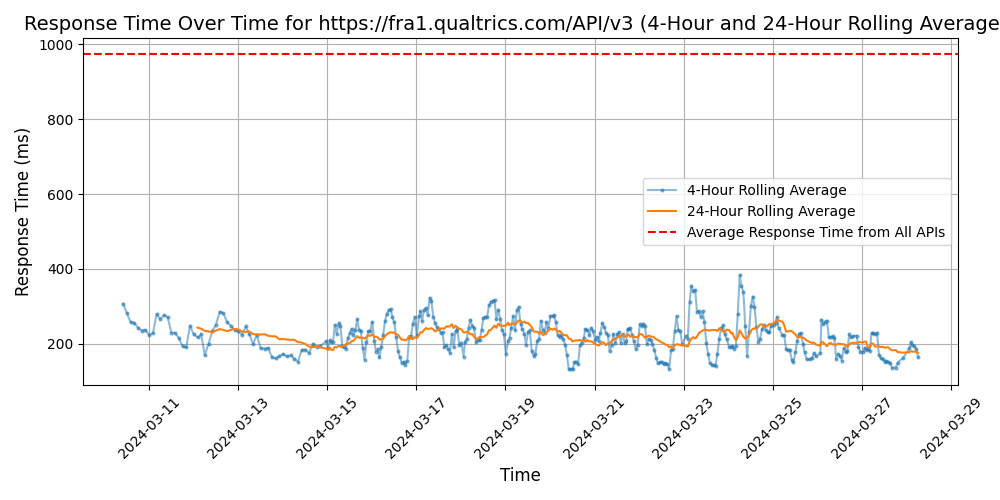 Response Time Over Time for https://fra1.qualtrics.com/API/v3 (4-Hour and 24-Hour Rolling Average
1000
800
600
400
200
Response Time (ms)
4-Hour Rolling Average
24-Hour Rolling Average
Average Response Time from All APIs
2024-03-11
2024-03-13
2024-03-15
2024-03-17
2024-03-19
2024-03-21
2024-03-23
2024-03-25
2024-03-27
2024-03-29
Time